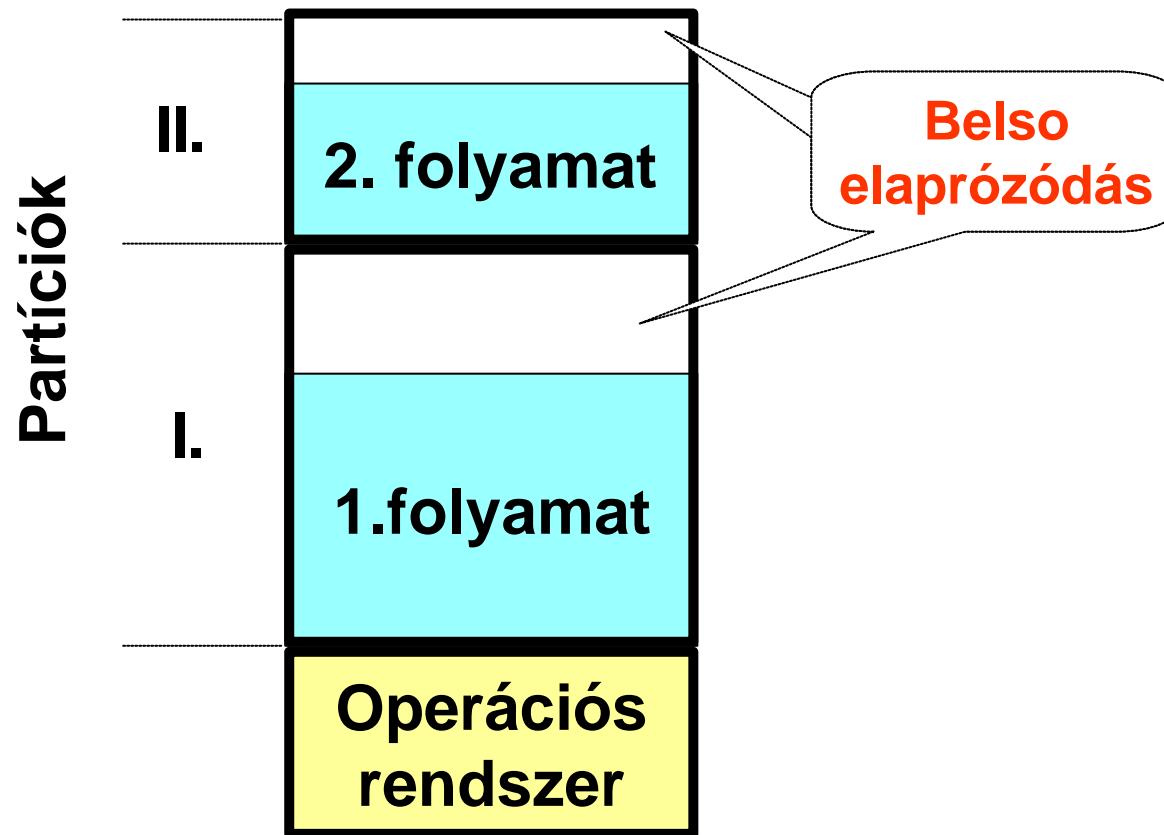 Partíciók
II.
2. folyamat
Belso
elaprózódás
I.
1.folyamat
Operációs
rendszer